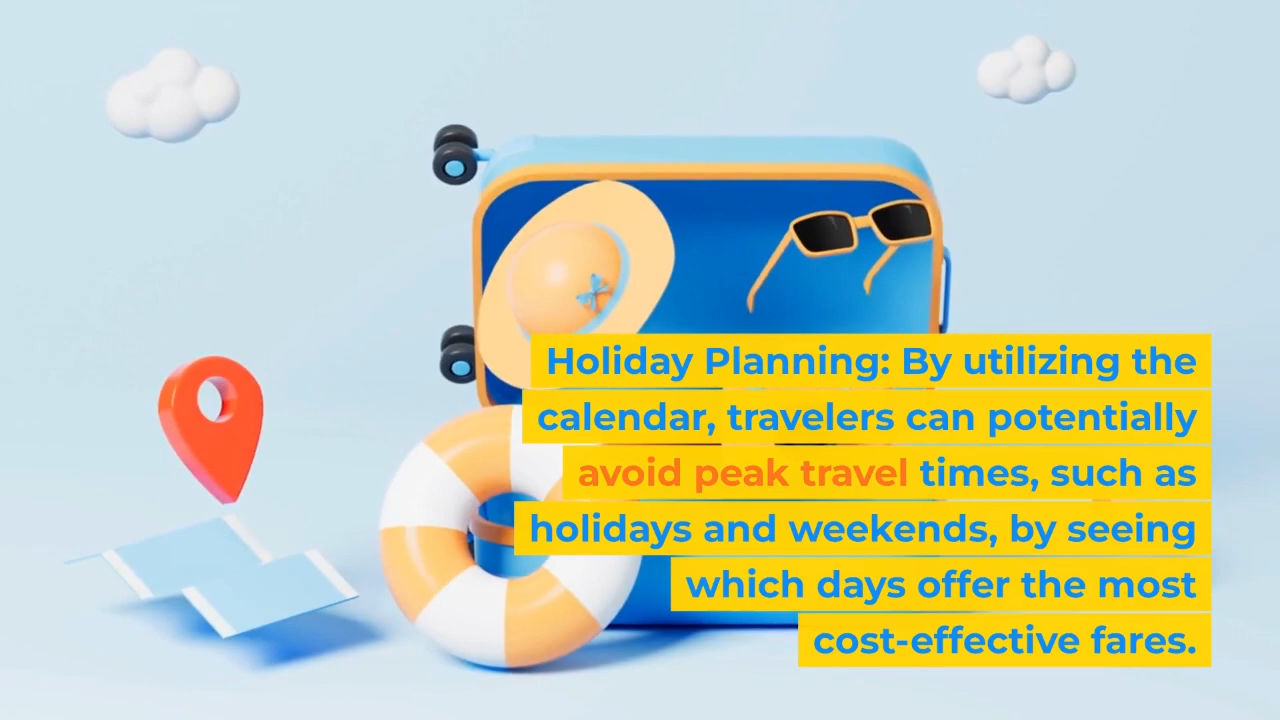 Holiday Planning: By utilizing the
calendar, travelers can potentially
avoid peak travel times, such as
holidays and weekends, by seeing
which days offer the most
cost-effective fares.